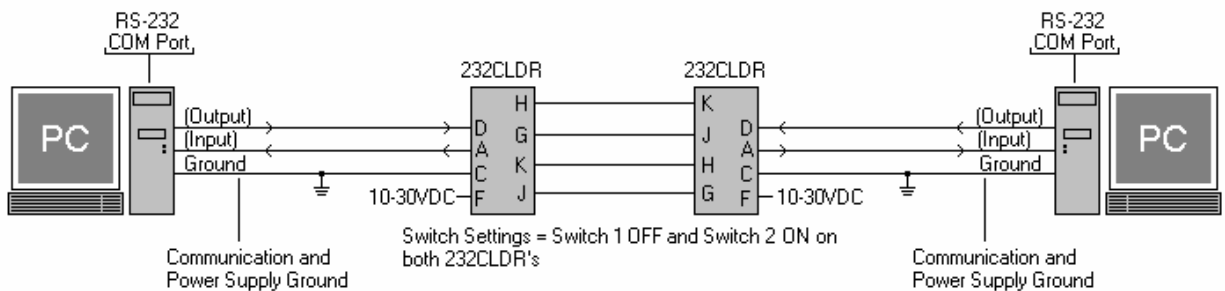 RS-232
COM Port
RS-232
COM Port
232CLDR
232CLDR
PC
(Output)
(Input)
Ground
10-30VDC
D
A
C
F
H
G
K
J
K
J
H
G
D
A
C
F
(Output)
(Input)
Ground
10-30VDC
PC
Switch Settings = Switch 1 OFF and Switch 2 ON on
both 232CLDR's
Communication and
Power Supply Ground
Communication and
Power Supply Ground